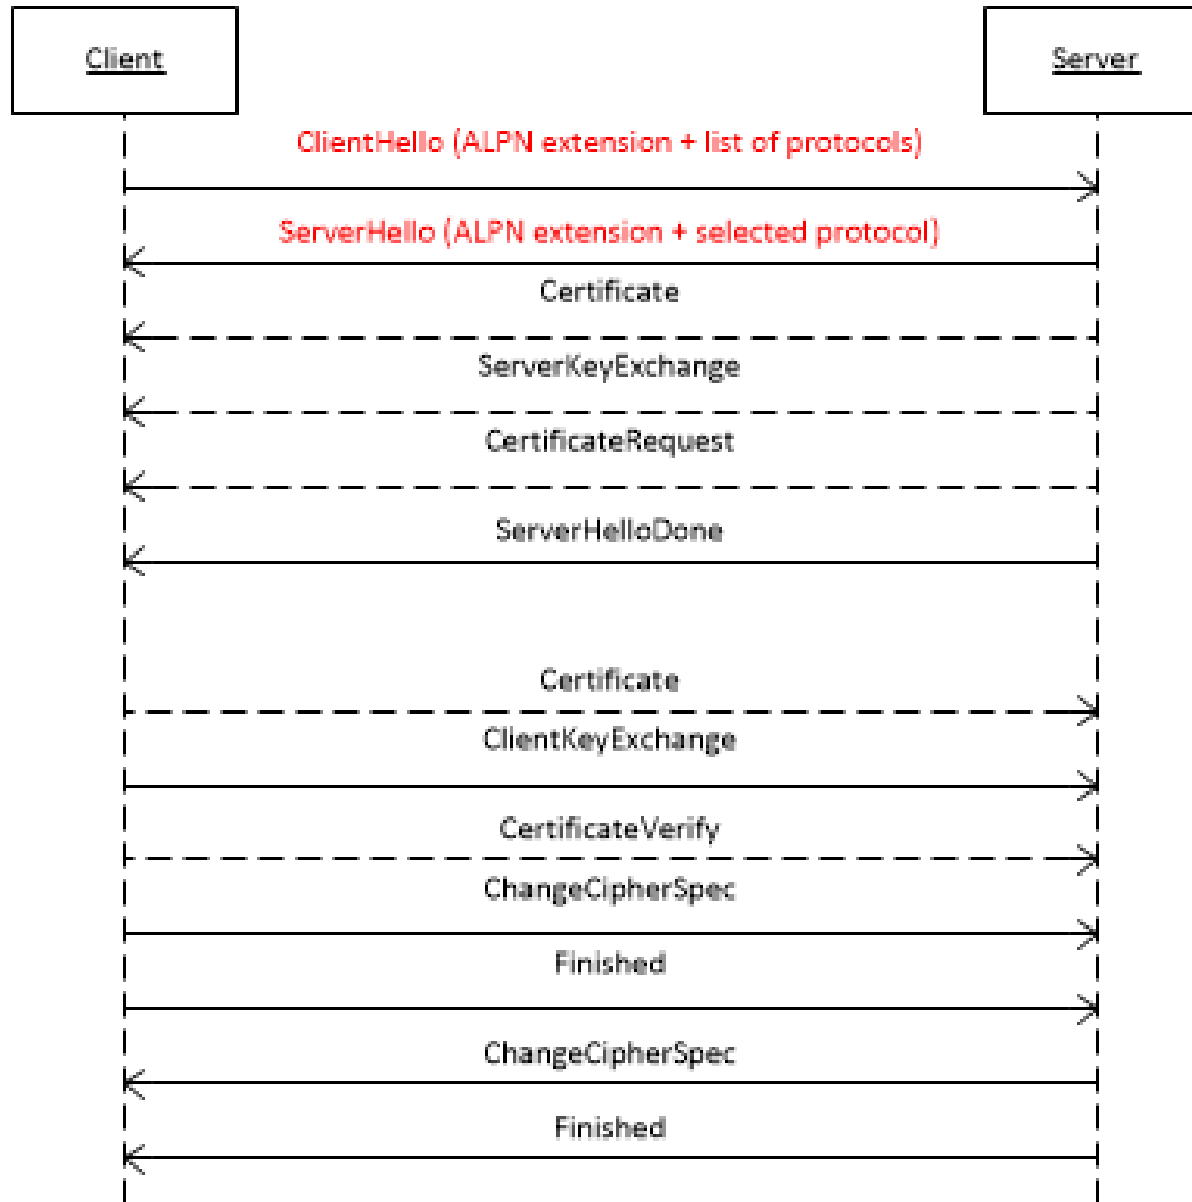 Client
Server
ClientHello (ALPN extension + list of protocols)
ServerHello (ALPN extension + selected protocol)
Certificate
ServerKeyExchange
CertificateRequest
ServerHelloDone
Certificate
ClientKeyExchange
CertificateVerify
ChangeCipherSpec
Finished
ChangeCipherSpec
Finished